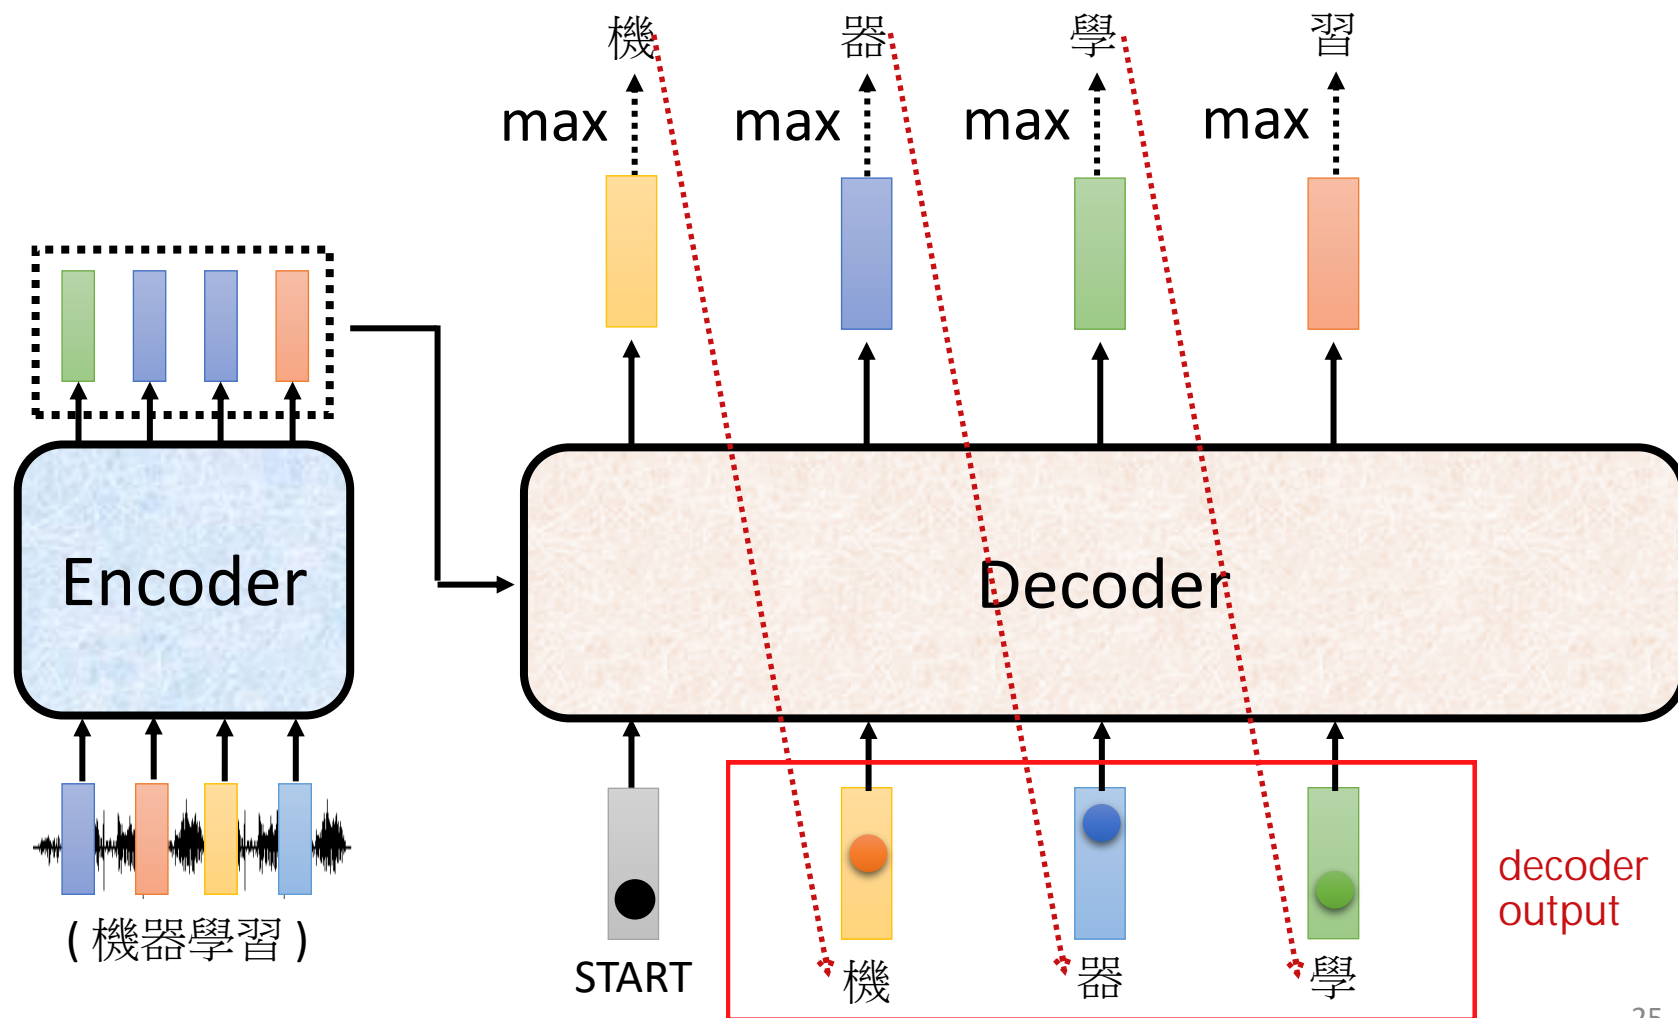 機 器 學 習
max max max max
Encoder
Decoder
decoder
output
( 機器學習 )
START 機 器 學
25